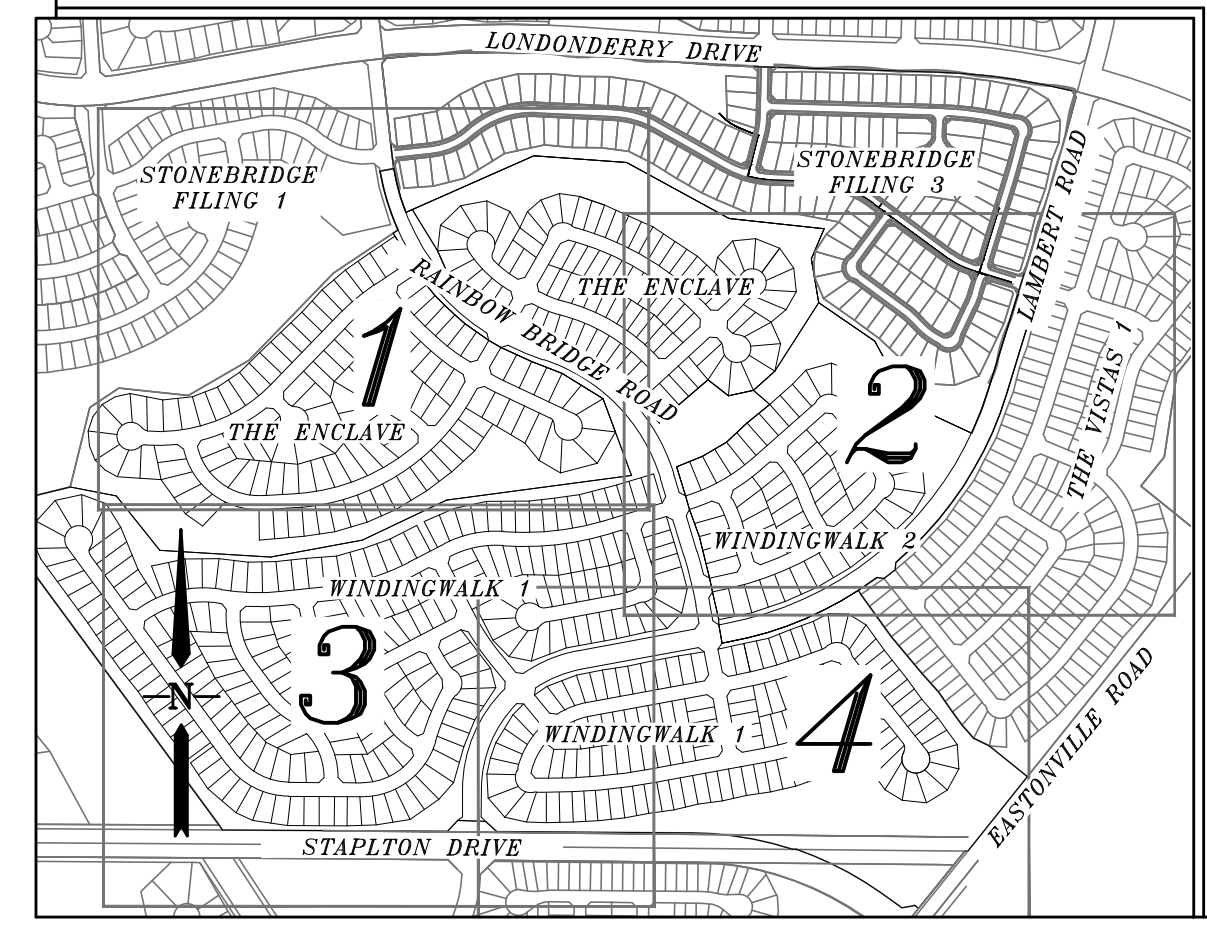 LONDONDERRY DRIVE
STONEBRIDGE
FILING 1
STONEBRIDGE
FILING 3
LAMBERT ROAD
RAINBOW BRIDGE ROAD
THE ENCLAVE
1
2
THE VISTAS 1
THE ENCLAVE
WINDINGWALK 2
WINDINGWALK 1
3
N
4
WINDINGWALK 1
EASTONVILLE ROAD
STAPLTON DRIVE